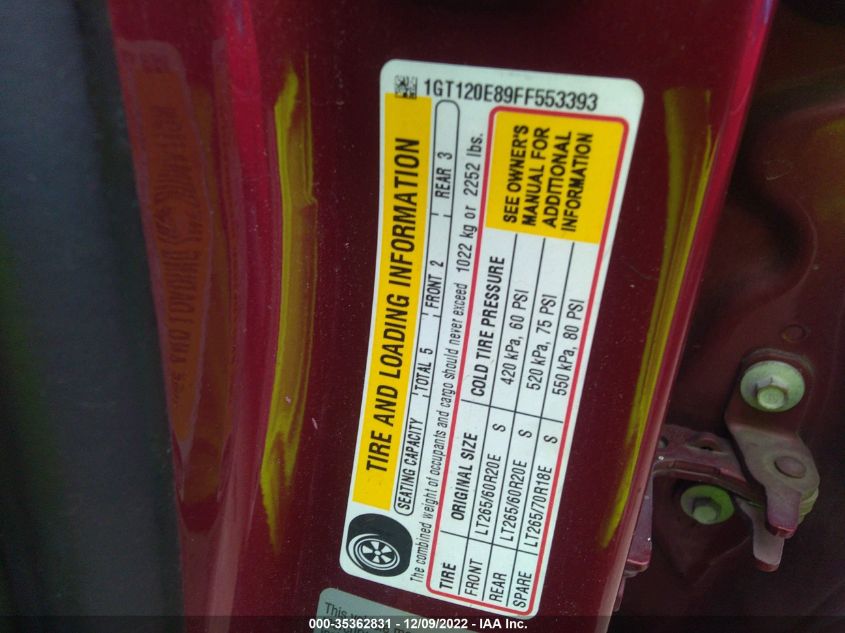 1GT120E89FF553393
TIRE AND LOADING INFORMATION
SEATING CAPACITY TOTAL 5 FRONT 2 REAR 3
The combined weight of occupants and cargo should never exceed 1022 kg or 2252 lbs.
TIRE ORIGINAL SIZE COLD TIRE PRESSURE
FRONT LT265/60R20E S 420 kPa, 60 PSI
REAR LT265/60R20E S 520 kPa, 75 PSI
SPARE LT265/70R18E S 550 kPa, 80 PSI
SEE OWNER'S
MANUAL FOR
ADDITIONAL
INFORMATION
This
000-35362831 - 12/09/2022 - IAA Inc.